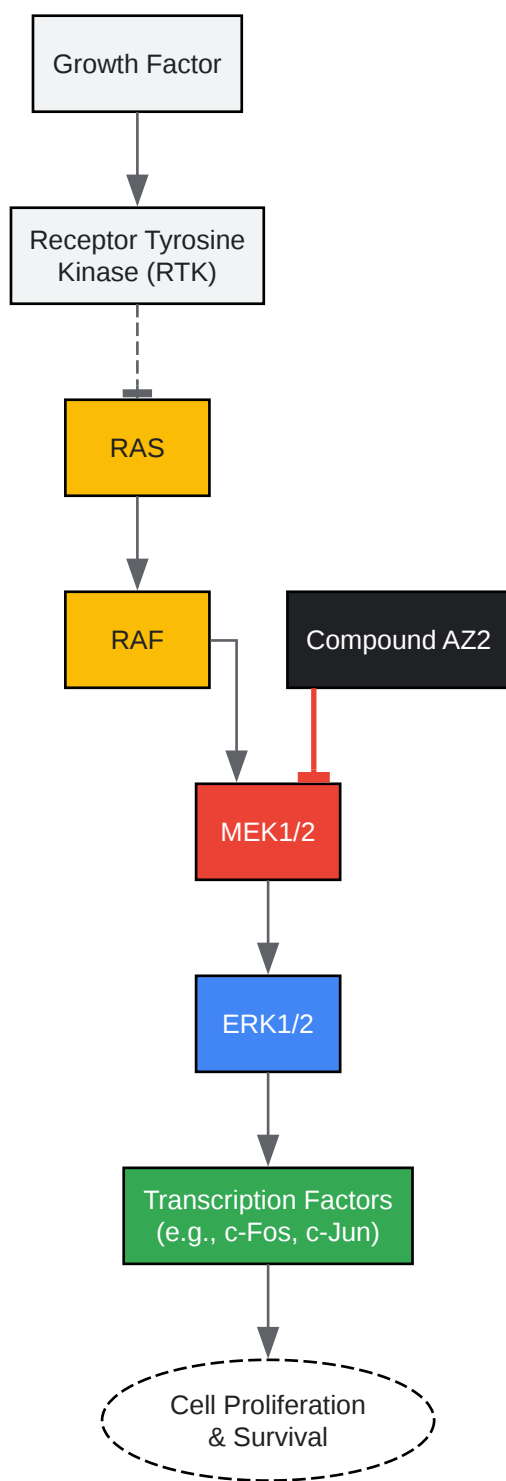 Growth Factor
Receptor Tyrosine
Kinase (RTK)
RAS
RAF
Compound AZ2
MEK1/2
ERK1/2
Transcription Factors
(e.g., c-Fos, c-Jun)
Cell Proliferation
& Survival